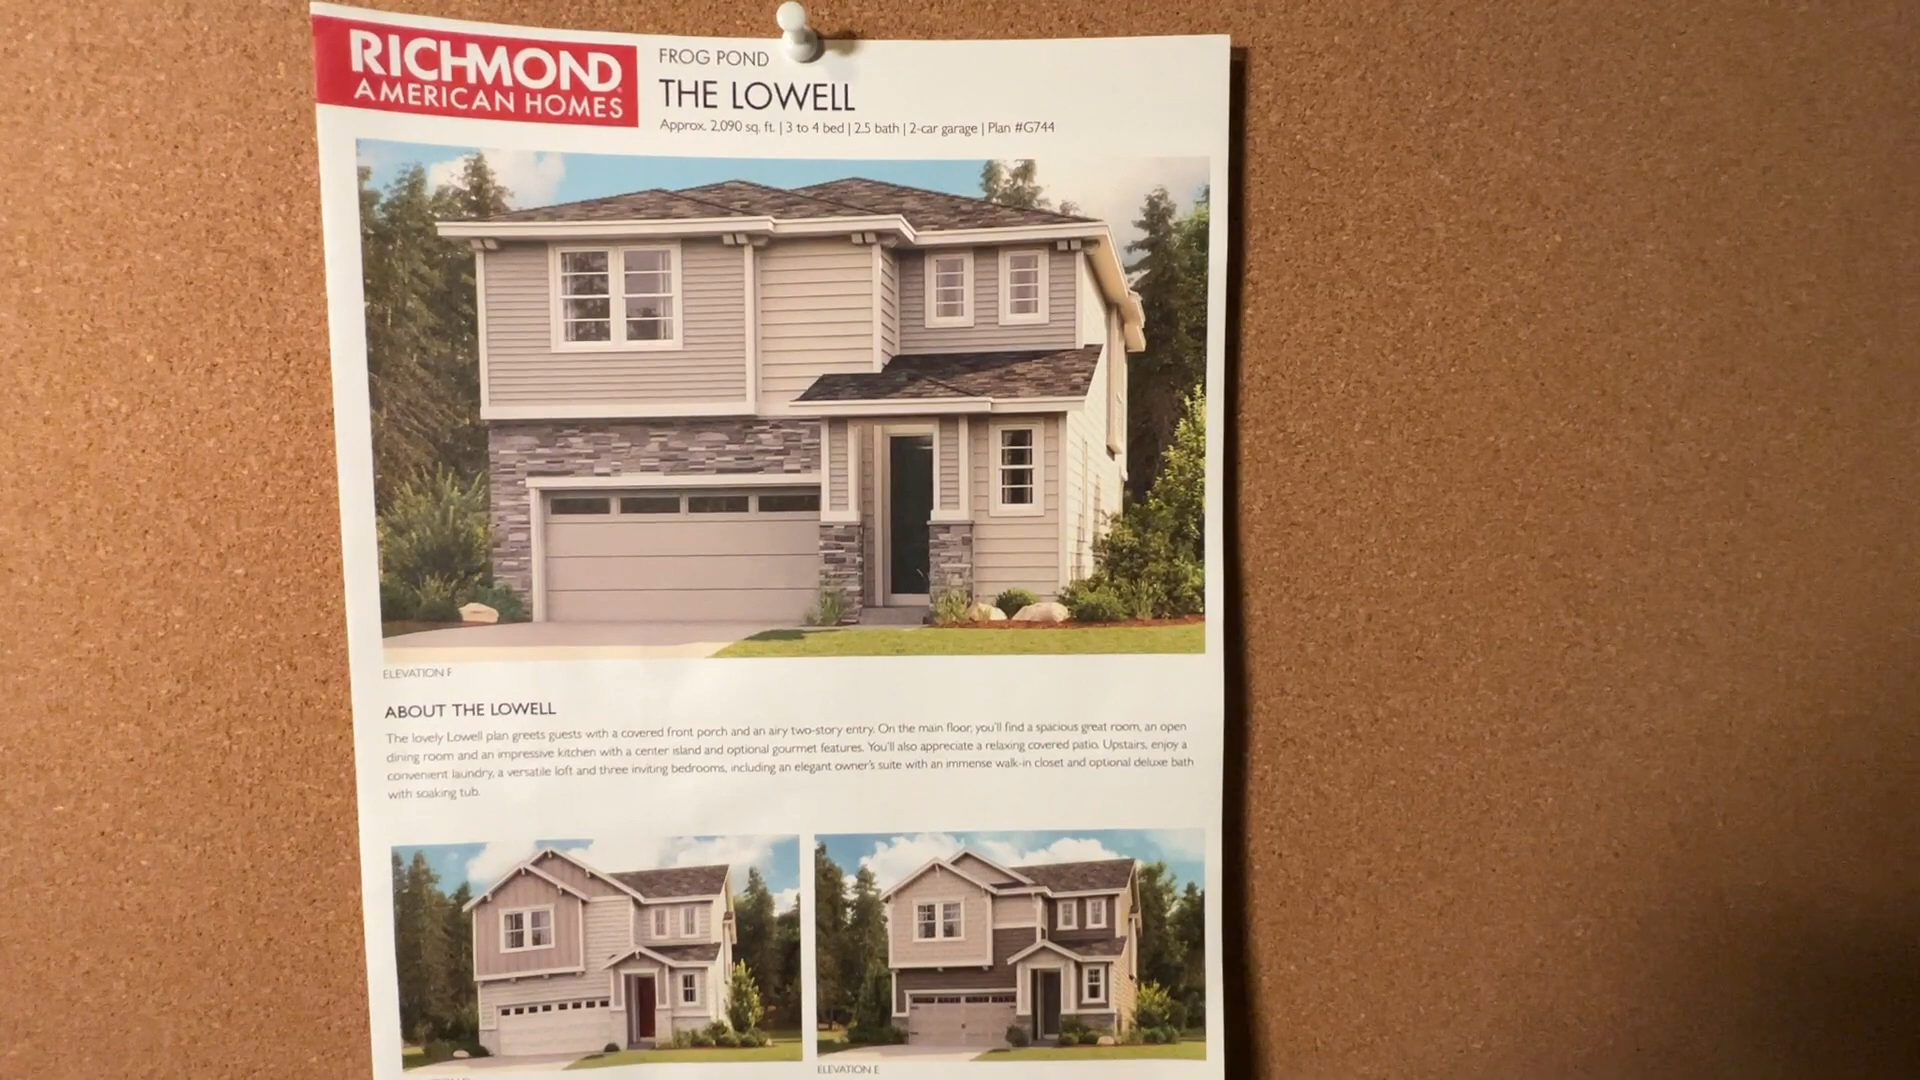 RICHMOND
AMERICAN HOMES
FROG POND
THE LOWELL
Approx. 2,090 sq. ft. | 3 to 4 bed | 2.5 bath | 2-car garage | Plan #G744
ELEVATION F
ABOUT THE LOWELL
The lovely Lowell plan greets guests with a covered front porch and an airy two-story entry. On the main floor, you'll find a spacious great room, an open
dining room and an impressive kitchen with a center island and optional gourmet features. You'll also appreciate a relaxing covered patio. Upstairs, enjoy a
convenient laundry, a versatile loft and three inviting bedrooms, including an elegant owner's suite with an immense walk-in closet and optional deluxe bath
with soaking tub.
ELEVATION E